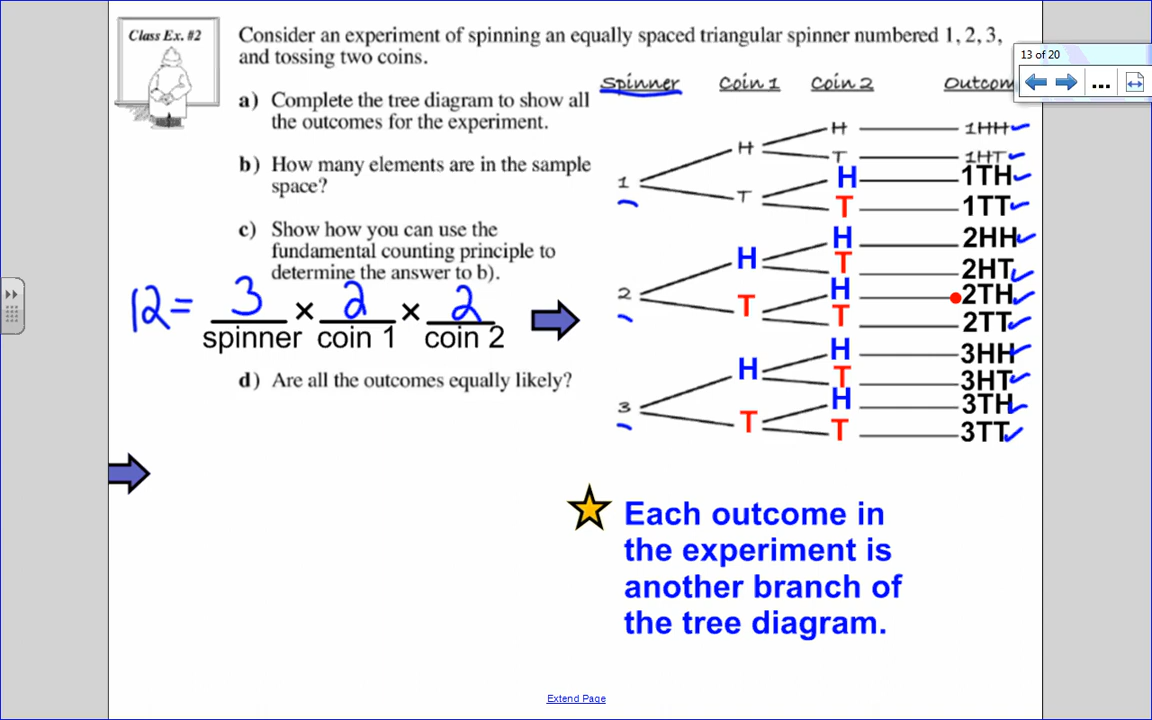 Class Ex. #2
Consider an experiment of spinning an equally spaced triangular spinner numbered 1, 2, 3,
and tossing two coins.
13 of 20
...
a) Complete the tree diagram to show all
the outcomes for the experiment.
b) How many elements are in the sample
space?
c) Show how you can use the
fundamental counting principle to
determine the answer to b).
12 = 3 × 2 × 2
spinner coin 1 coin 2
d) Are all the outcomes equally likely?
Spinner Coin 1 Coin 2 Outcom
H 1HH
H T 1HT
1 H 1TH
T T 1TT
H 2HH
H T 2HT
2 H 2TH
T T 2TT
H 3HH
H T 3HT
3 H 3TH
T T 3TT
Each outcome in
the experiment is
another branch of
the tree diagram.
Extend Page